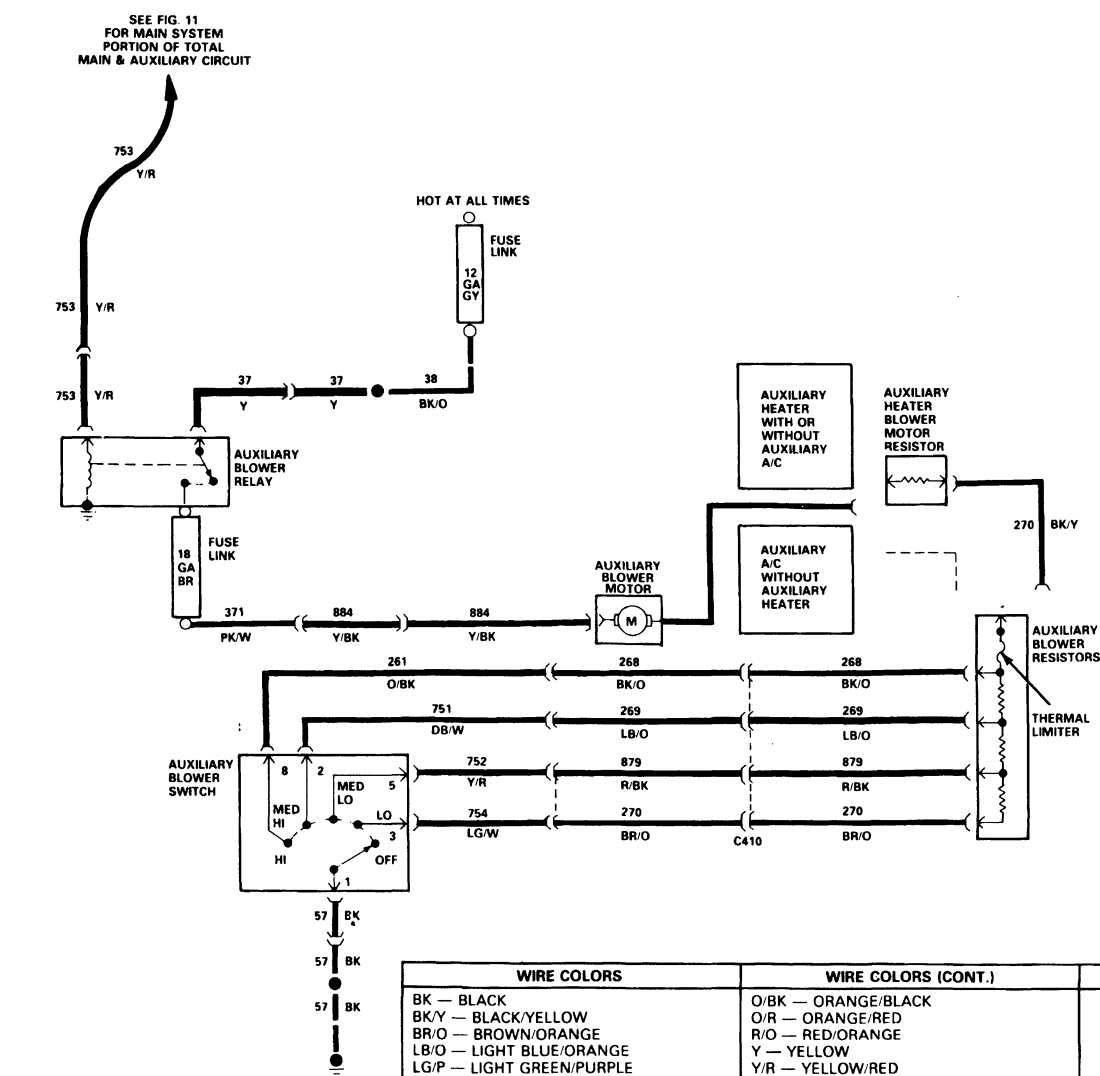 SEE FIG. 11
FOR MAIN SYSTEM
PORTION OF TOTAL
MAIN & AUXILIARY CIRCUIT
753
Y/R
HOT AT ALL TIMES
FUSE
LINK
12
GA
GY
753 Y/R
753 Y/R
37
Y
37
Y
38
BK/O
AUXILIARY
BLOWER
RELAY
AUXILIARY
HEATER
WITH OR
WITHOUT
AUXILIARY
A/C
AUXILIARY
HEATER
BLOWER
MOTOR
RESISTOR
270 BK/Y
18
GA
BR
FUSE
LINK
AUXILIARY
A/C
WITHOUT
AUXILIARY
HEATER
AUXILIARY
BLOWER
MOTOR
M
371
PK/W
884
Y/BK
884
Y/BK
AUXILIARY
BLOWER
RESISTORS
THERMAL
LIMITER
261
O/BK
268
BK/O
268
BK/O
751
DB/W
269
LB/O
269
LB/O
752
Y/R
879
R/BK
879
R/BK
754
LG/W
270
BR/O
270
BR/O
C410
AUXILIARY
BLOWER
SWITCH
8
2
5
MED
LO
MED
HI
LO
3
HI
OFF
1
57 BK
57 BK
57 BK
WIRE COLORS
BK — BLACK
BK/Y — BLACK/YELLOW
BR/O — BROWN/ORANGE
LB/O — LIGHT BLUE/ORANGE
LG/P — LIGHT GREEN/PURPLE
WIRE COLORS (CONT.)
O/BK — ORANGE/BLACK
O/R — ORANGE/RED
R/O — RED/ORANGE
Y — YELLOW
Y/R — YELLOW/RED